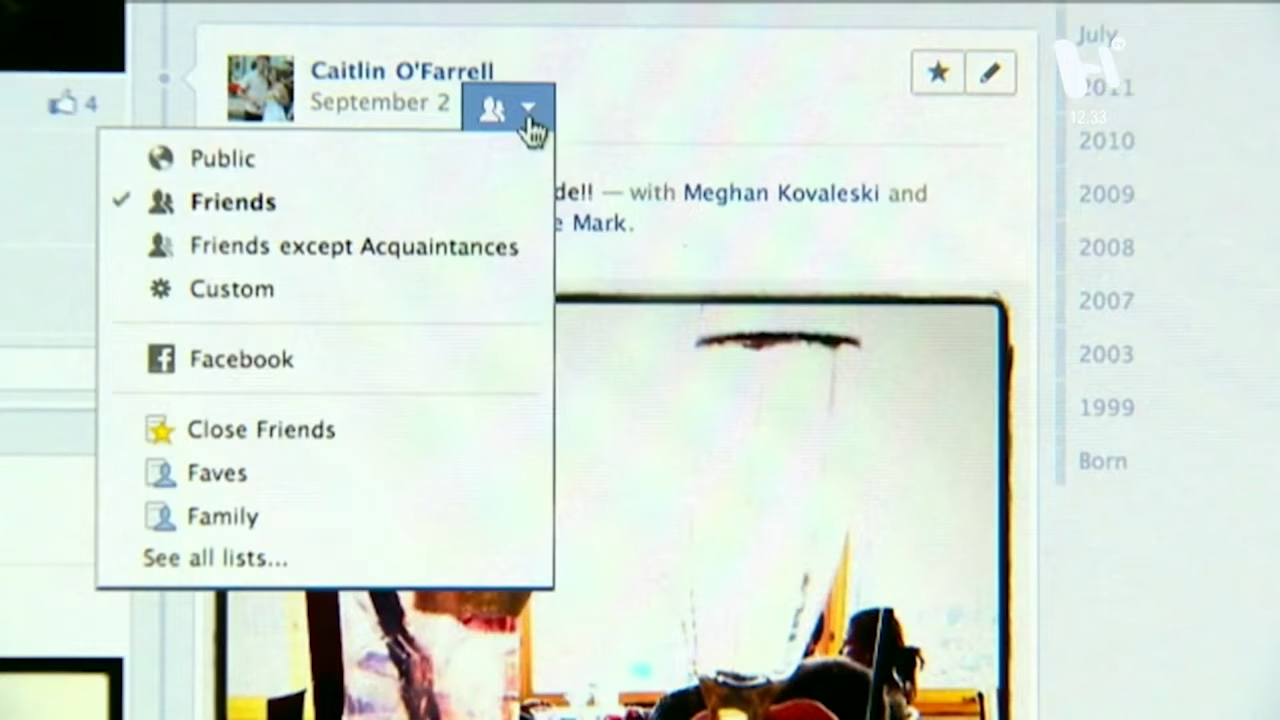 Caitlin O'Farrell
September 2
4
Public
Friends
Friends except Acquaintances
Custom
Facebook
Close Friends
Faves
Family
See all lists...
— with Meghan Kovaleski and
Mark.
July
2011
2010
2009
2008
2007
2003
1999
Born
H
12.33